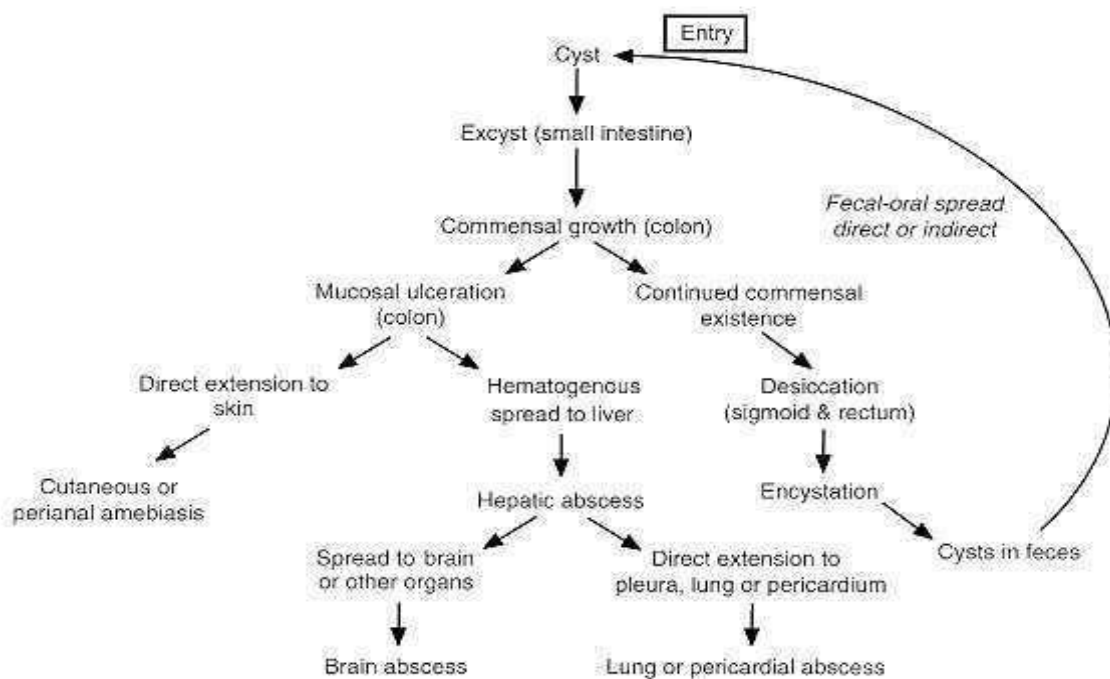 Entry
Cyst
Excyst (small intestine)
Fecal-oral spread
direct or indirect
Commensal growth (colon)
Mucosal ulceration
(colon)
Continued commensal
existence
Direct extension to
skin
Hematogenous
spread to liver
Desiccation
(sigmoid & rectum)
Cutaneous or
perianal amebiasis
Hepatic abscess
Encystation
Cysts in feces
Spread to brain
or other organs
Direct extension to
pleura, lung or pericardium
Brain abscess
Lung or pericardial abscess